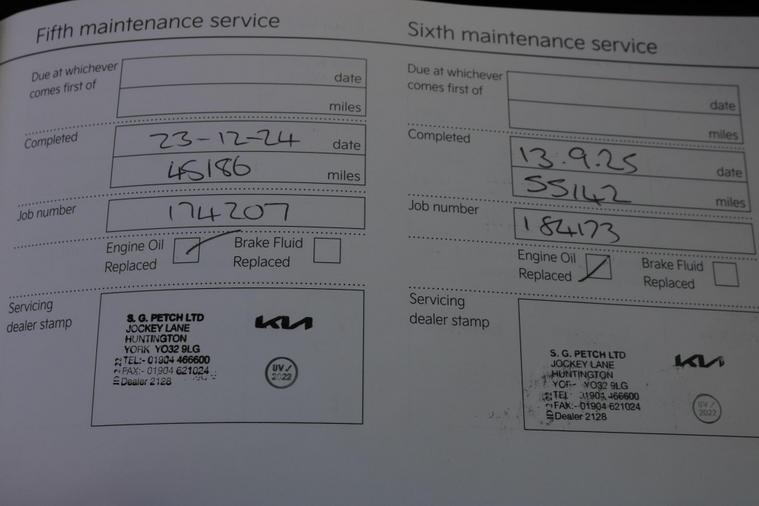 Fifth maintenance service
Due at whichever
comes first of
date
miles
Completed
23-12-24 date
45186 miles
Job number
174207
Engine Oil
Replaced
Brake Fluid
Replaced
Servicing
dealer stamp
S. G. PETCH LTD
JOCKEY LANE
HUNTINGTON
YORK YO32 9LG
TEL:- 01904 466600
FAX:- 01904 621024
Dealer 2128
KIA
UV/
2022
Sixth maintenance service
Due at whichever
comes first of
date
miles
Completed
13.9.25 date
55142 miles
Job number
184173
Engine Oil
Replaced
Brake Fluid
Replaced
Servicing
dealer stamp
S. G. PETCH LTD
JOCKEY LANE
HUNTINGTON
YO32 9LG
TEL 01904 466600
FAX:- 01904 621024
Dealer 2128
KIA
UV/
2022